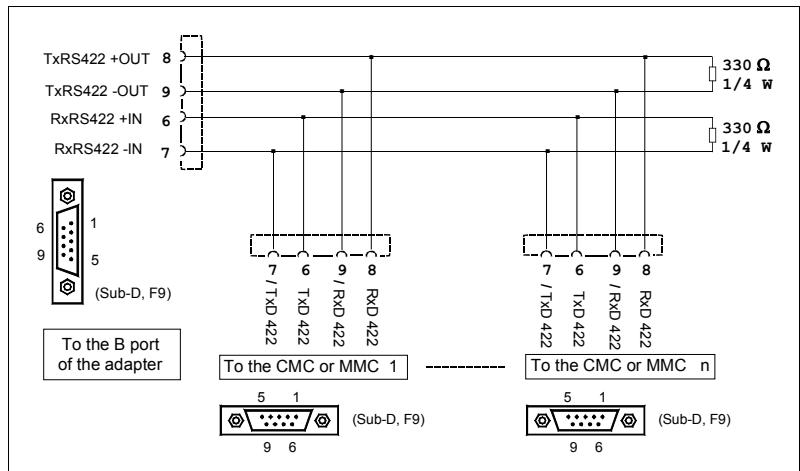 TxRS422 +OUT 8
TxRS422 -OUT 9
RxRS422 +IN 6
RxRS422 -IN 7
330 Ω
1/4 W
330 Ω
1/4 W
6 1
9 5
(Sub-D, F9)
To the B port
of the adapter
7 6 9 8
/ TxD 422
TxD 422
/ RxD 422
RxD 422
7 6 9 8
/ TxD 422
TxD 422
/ RxD 422
RxD 422
To the CMC or MMC 1
To the CMC or MMC n
5 1
(Sub-D, F9)
9 6
5 1
(Sub-D, F9)
9 6